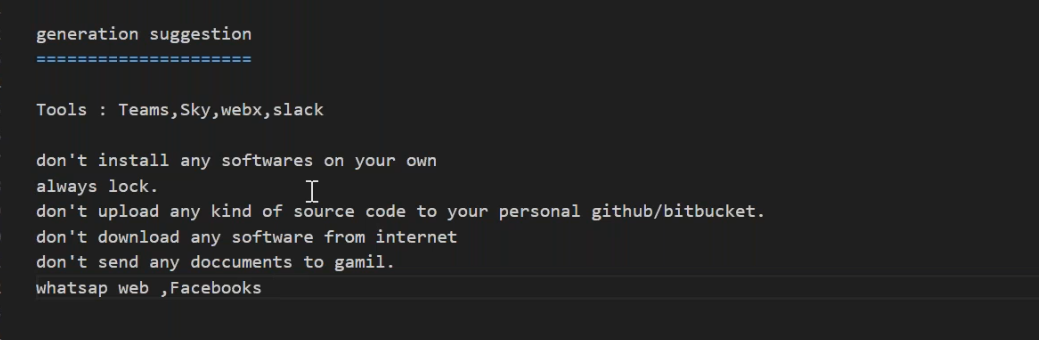 generation suggestion
=====================
Tools : Teams,Sky,webx,slack
don't install any softwares on your own
always lock.
don't upload any kind of source code to your personal github/bitbucket.
don't download any software from internet
don't send any doccuments to gamil.
whatsap web ,Facebooks